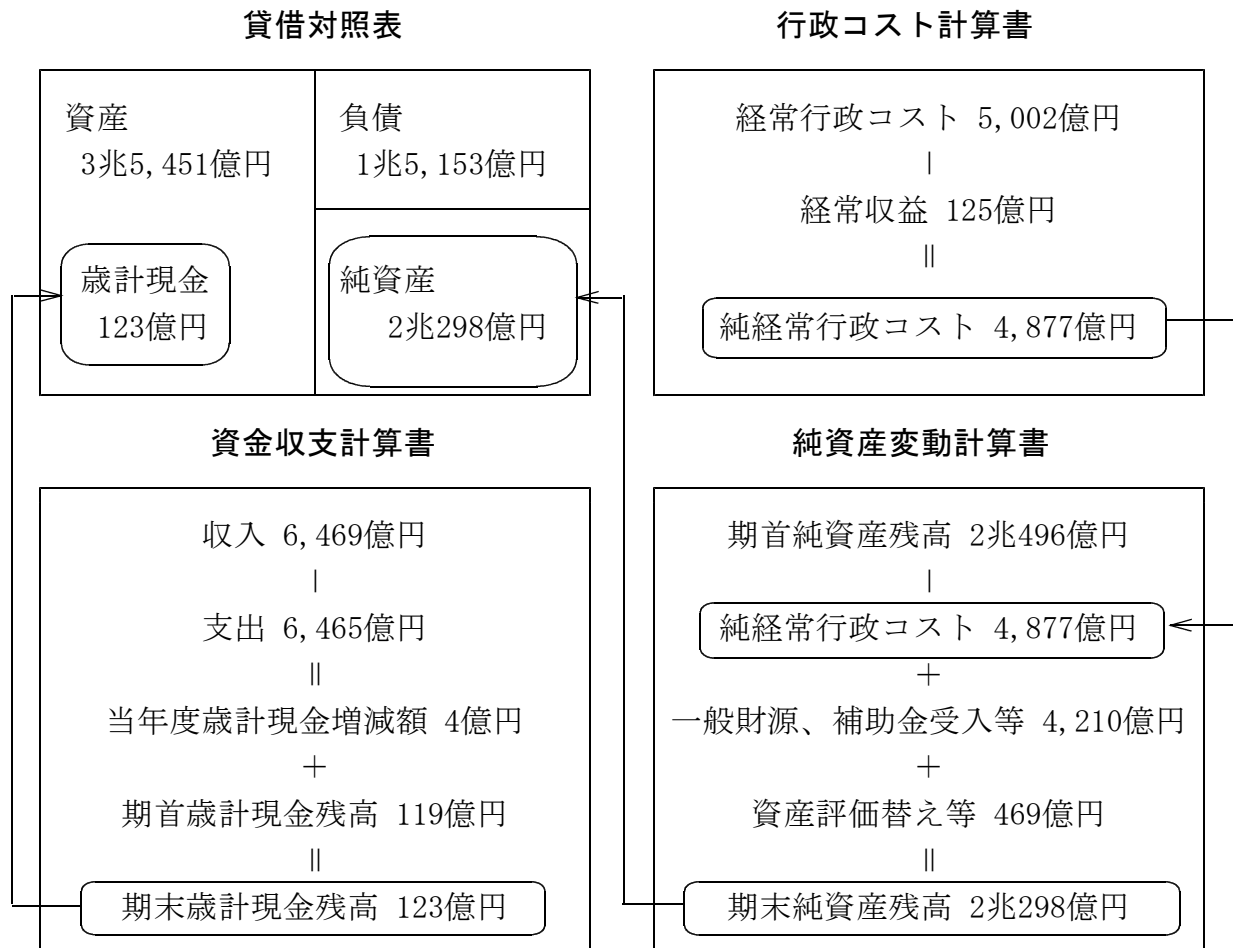 貸借対照表
資産
3兆5,451億円
負債
1兆5,153億円
歳計現金
123億円
純資産
2兆298億円
行政コスト計算書
経常行政コスト 5,002億円
－
経常収益 125億円
＝
純経常行政コスト 4,877億円
資金収支計算書
収入 6,469億円
－
支出 6,465億円
＝
当年度歳計現金増減額 4億円
＋
期首歳計現金残高 119億円
＝
期末歳計現金残高 123億円
純資産変動計算書
期首純資産残高 2兆496億円
－
純経常行政コスト 4,877億円
＋
一般財源、補助金受入等 4,210億円
＋
資産評価替え等 469億円
＝
期末純資産残高 2兆298億円